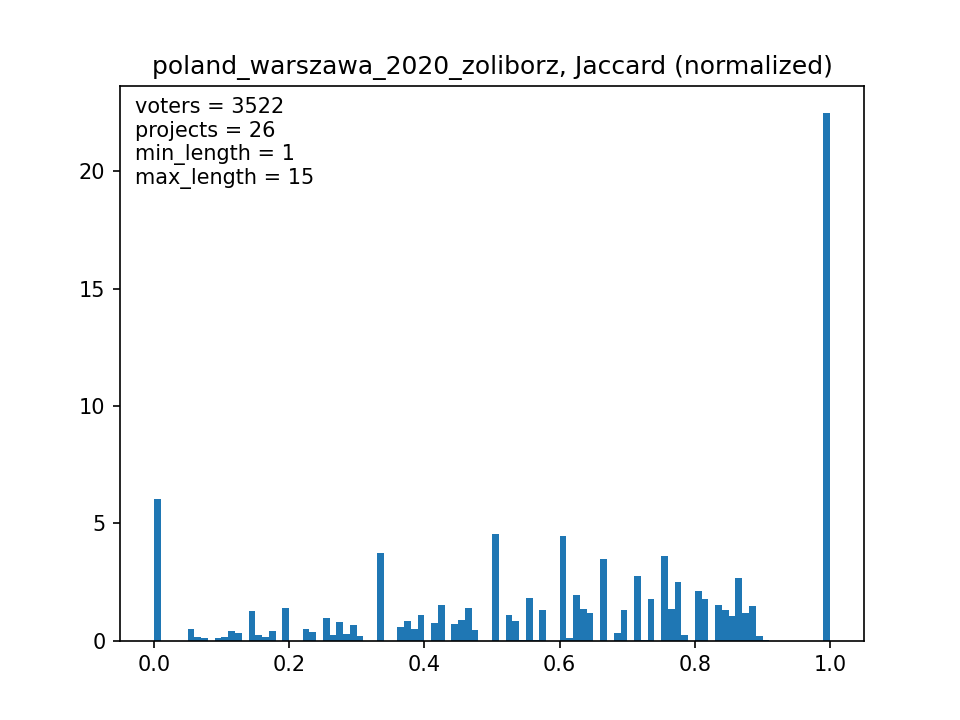 poland_warszawa_2020_zoliborz, Jaccard (normalized)
voters = 3522
projects = 26
min_length = 1
max_length = 15
20
15
10
5
0
0.0 0.2 0.4 0.6 0.8 1.0